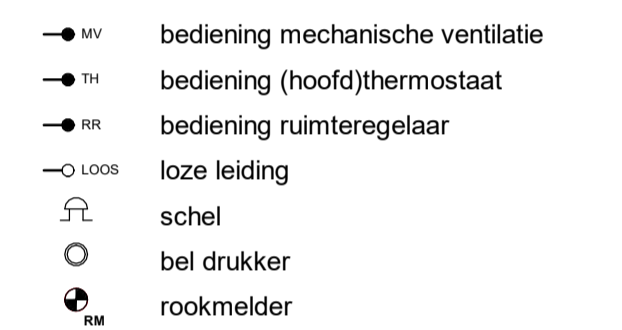 MV bediening mechanische ventilatie
TH bediening (hoofd)thermostaat
RR bediening ruimteregelaar
LOOS loze leiding
schel
bel drukker
rookmelder
RM